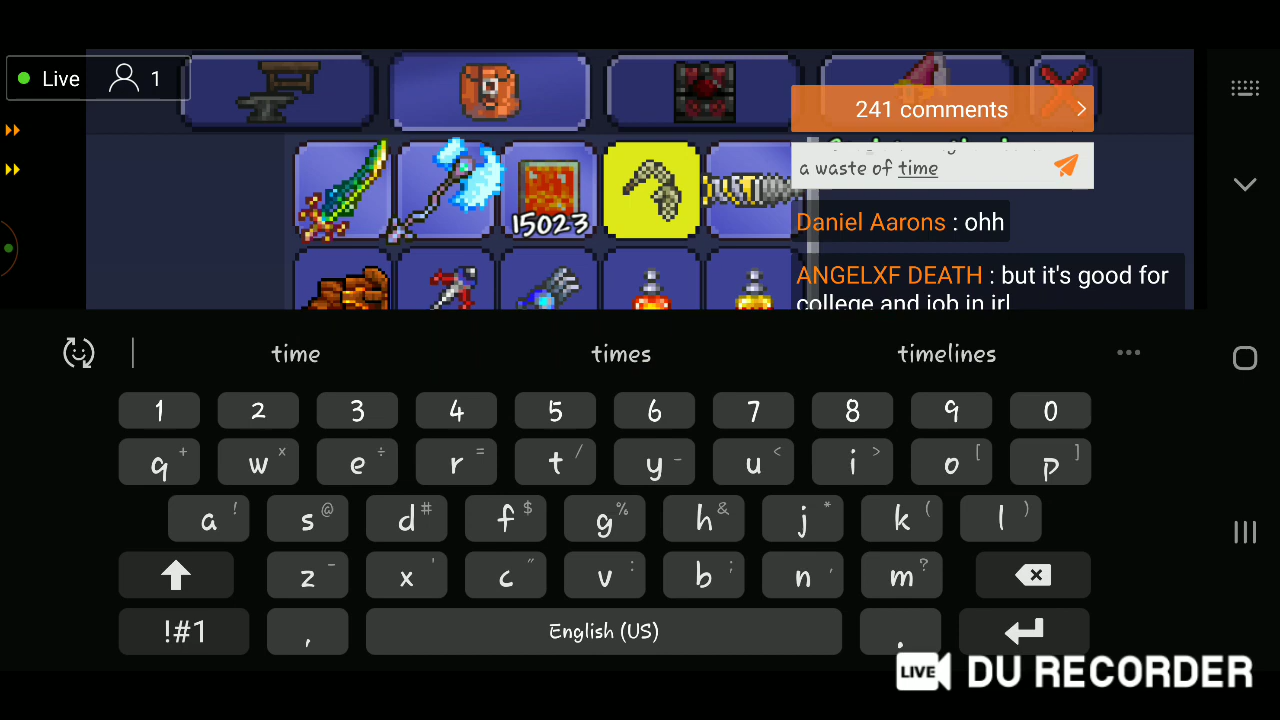 Live 1
241 comments
a waste of time
15023
Daniel Aarons : ohh
ANGELXF DEATH : but it's good for
college and job in irl
time times timelines
1 2 3 4 5 6 7 8 9 0
q + w × e ÷ r = t / y _ u < i > o [ p ]
a ! s @ d # f $ g % h & j * k ( l )
z - x ' c " v : b ; n , m ?
!#1 , English (US) .
LIVE DU RECORDER